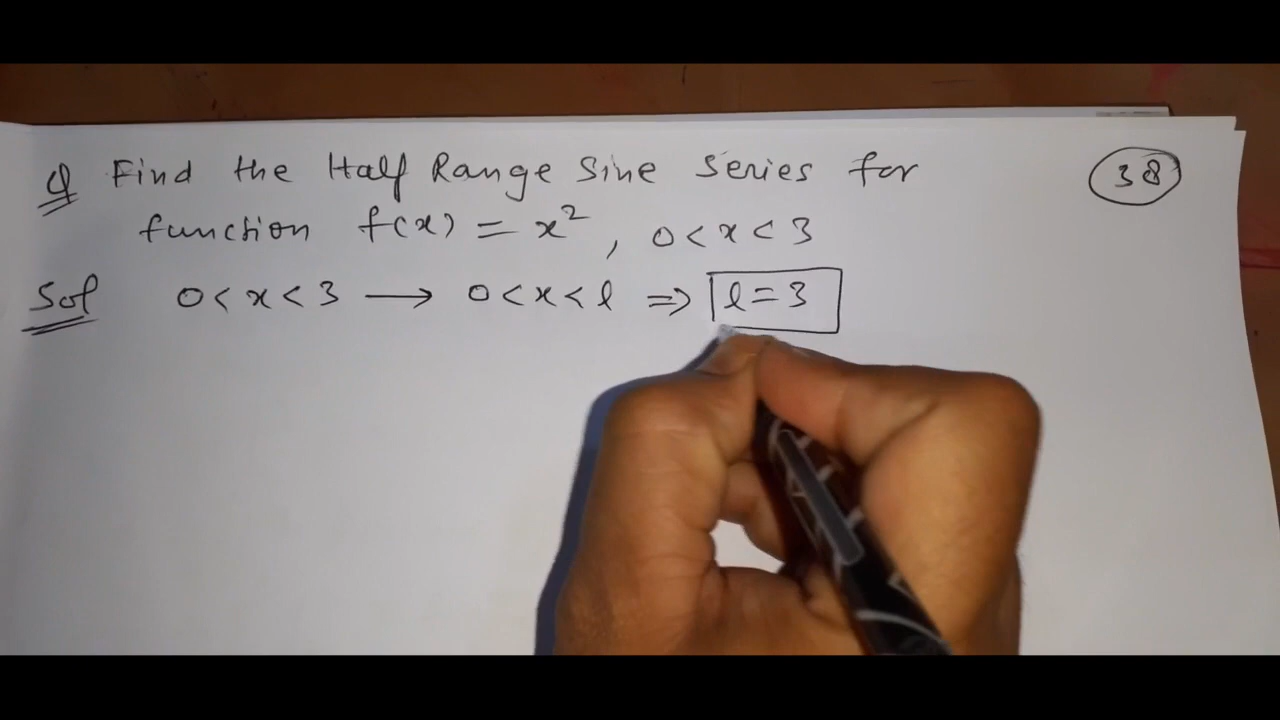 Q Find the Half Range Sine Series for
38
function f(x) = x², 0<x<3
Sol 0<x<3 → 0<x<l ⇒ l=3